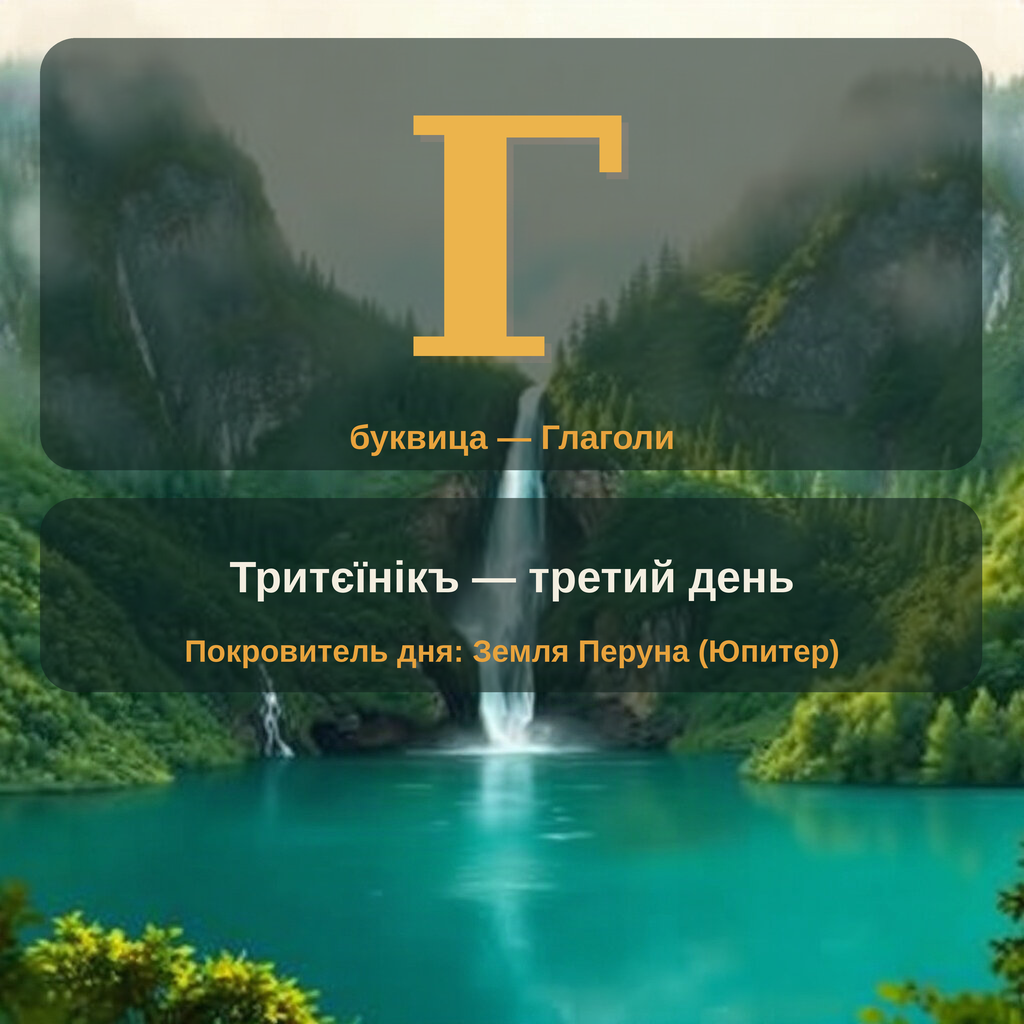 Г
буквица — Глаголи
Тритєїнікъ — третий день
Покровитель дня: Земля Перуна (Юпитер)